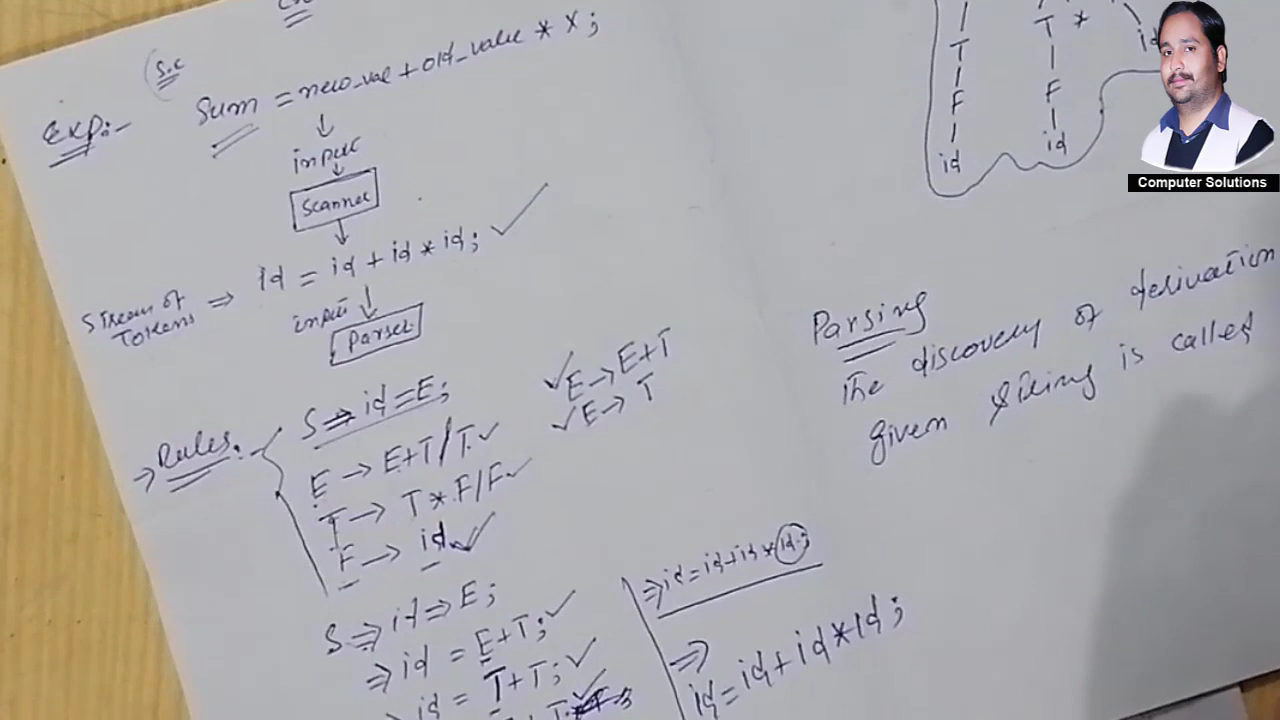 (S.C
Exp:-
Sum = new_val + old_value * X;
input
Scanner
Stream of
Tokens ⇒ id = id + id * id;
input
Parser
⇒ Rules:-
S ⇒ id = E;
E → E+T/T
T → T * F/F
F → id
E → E+T
E → T
S ⇒ id ⇒ E;
⇒ id = E+T;
⇒ id = T+T;
⇒ id = id + id * id;
⇒
id = id + id * id;
T T *
F F
id id id
Parsing
The discovery of derivation
given string is called
Computer Solutions